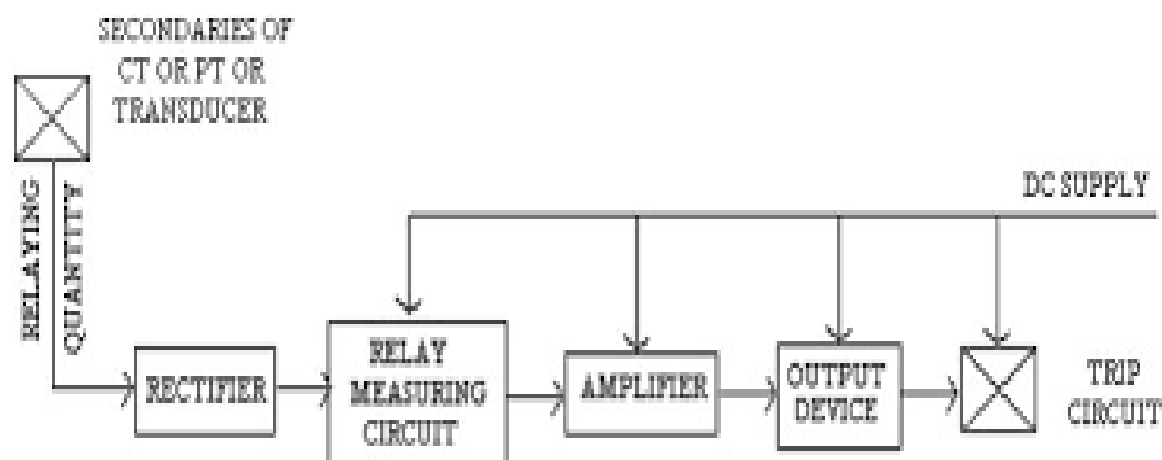 SECONDARIES OF
CT OR PT OR
TRANSDUCER
RELAYING
QUANTITY
DC SUPPLY
RECTIFIER
RELAY
MEASURING
CIRCUIT
AMPLIFIER
OUTPUT
DEVICE
TRIP
CIRCUIT